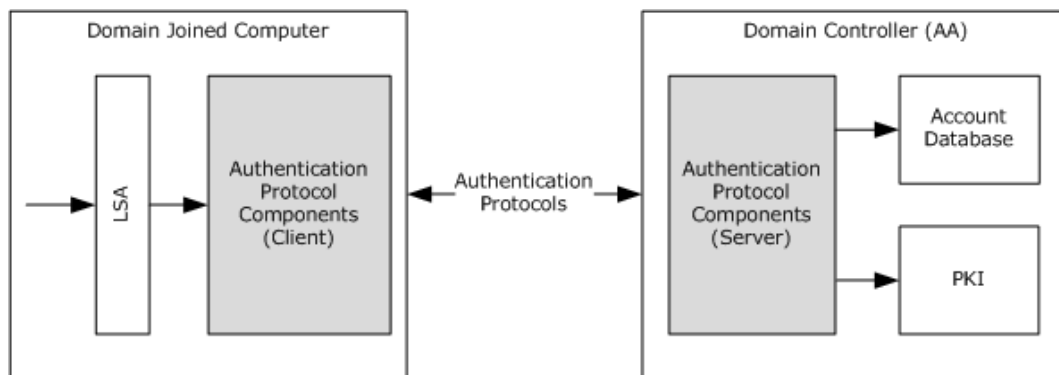 Domain Joined Computer
LSA
Authentication
Protocol
Components
(Client)
Authentication
Protocols
Domain Controller (AA)
Authentication
Protocol
Components
(Server)
Account
Database
PKI